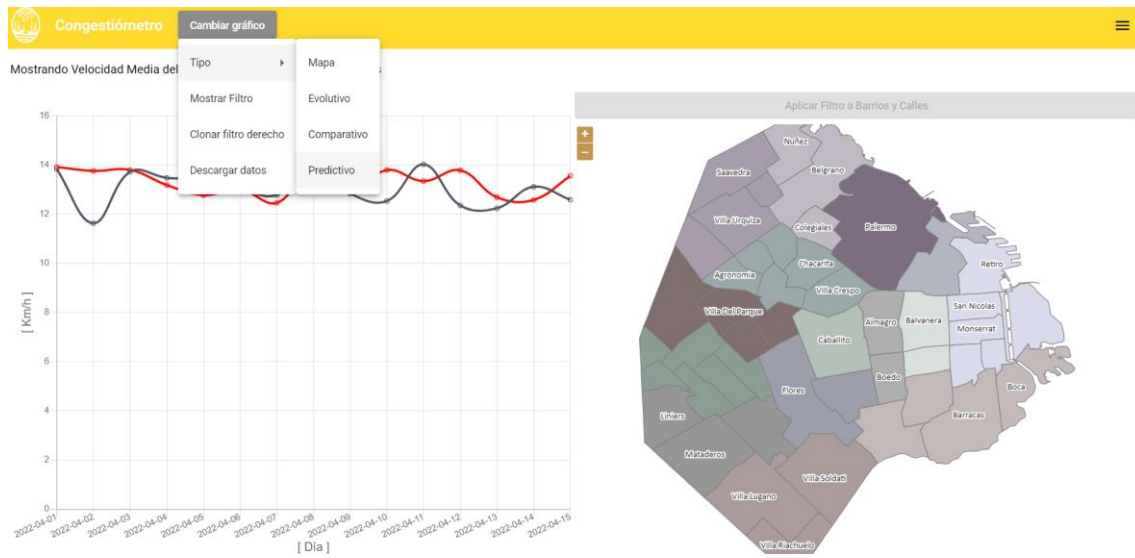 Congestiómetro
Cambiar gráfico
Mostrando Velocidad Media del
s
Tipo
Mostrar Filtro
Clonar filtro derecho
Descargar datos
Mapa
Evolutivo
Comparativo
Predictivo
16
14
12
10
8
6
4
2
0
[ Km/h ]
2022-04-01
2022-04-02
2022-04-03
2022-04-04
2022-04-05
2022-04-06
2022-04-07
2022-04-08
2022-04-09
2022-04-10
2022-04-11
2022-04-12
2022-04-13
2022-04-14
2022-04-15
[ Día ]
Aplicar Filtro a Barrios y Calles
+
−
Nuñez
Saavedra
Belgrano
Villa Urquiza
Colegiales
Palermo
Chacarita
Agronomia
Retiro
Villa Crespo
San Nicolas
Villa Del Parque
Almagro
Balvanera
Monserrat
Caballito
Boedo
Boca
Flores
Liniers
Barracas
Mataderos
Villa Soldati
Villa Lugano
Villa Riachuelo